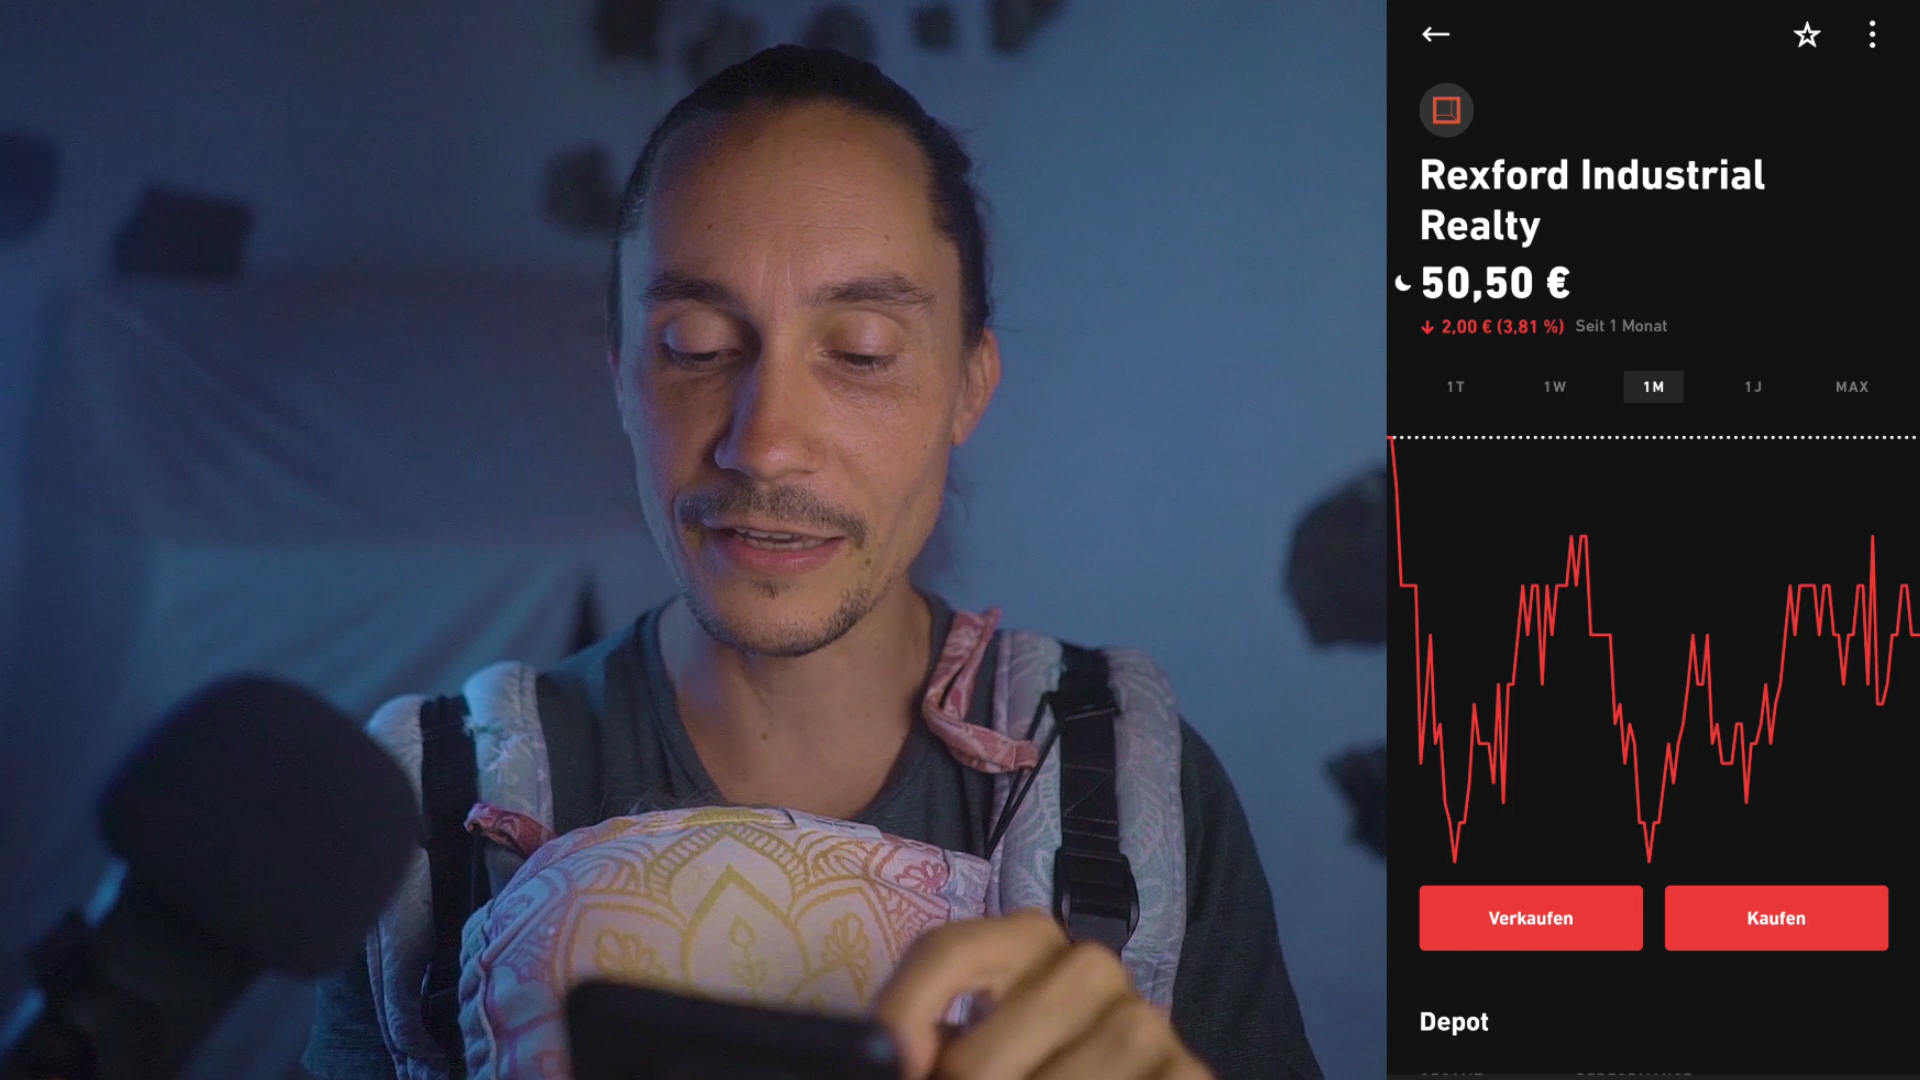 Rexford Industrial
Realty
50,50 €
2,00 € (3,81 %) Seit 1 Monat
1T 1W 1M 1J MAX
Verkaufen Kaufen
Depot